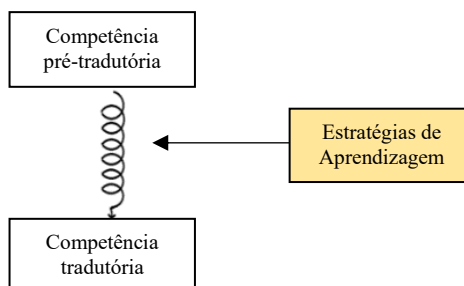 Competência
pré-tradutória
Estratégias de
Aprendizagem
Competência
tradutória